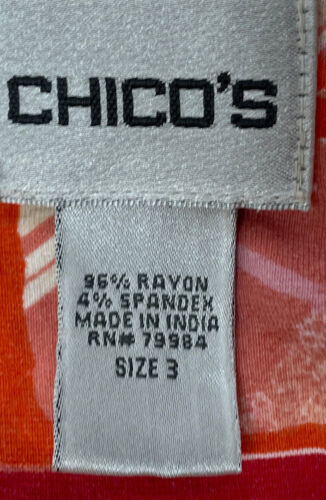 CHICO'S
96% RAYON
4% SPANDEX
MADE IN INDIA
RN# 79984
SIZE 3